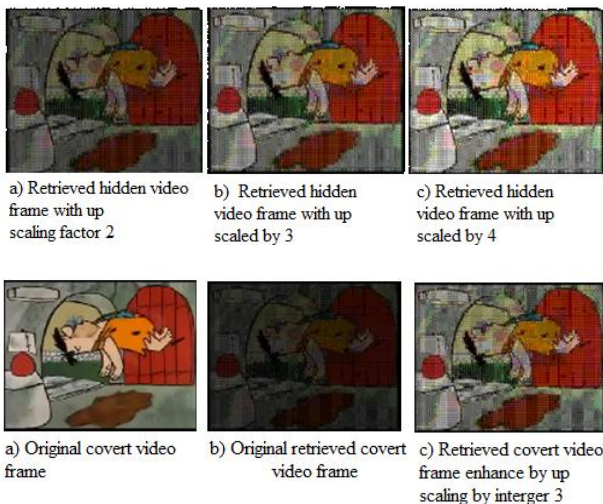 a) Retrieved hidden video
frame with up
scaling factor 2
b) Retrieved hidden
video frame with up
scaled by 3
c) Retrieved hidden
video frame with up
scaled by 4
a) Original covert video
frame
b) Original retrieved covert
video frame
c) Retrieved covert video
frame enhance by up
scaling by interger 3